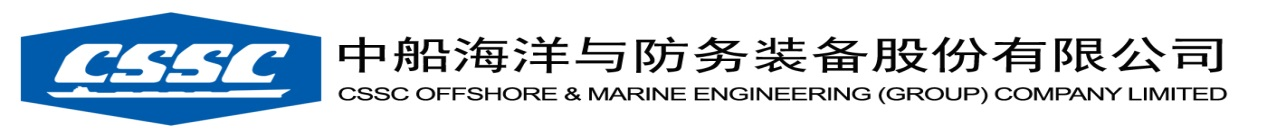 CSSC
中船海洋与防务装备股份有限公司
CSSC OFFSHORE & MARINE ENGINEERING (GROUP) COMPANY LIMITED